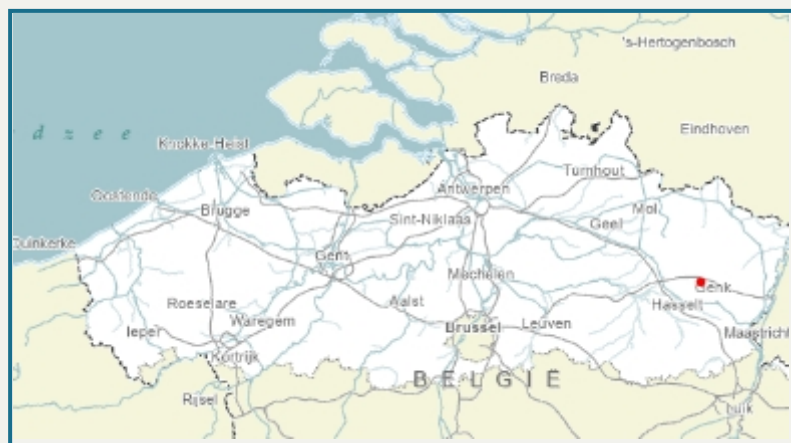 's-Hertogenbosch
Breda
Eindhoven
d z e e
Knokke-Heist
Turnhout
Oostende
Antwerpen
Mol
Brugge
Sint-Niklaas
Geel
Duinkerke
Gent
Mechelen
Genk
Roeselare
Aalst
Hasselt
Ieper
Waregem
Brussel
Leuven
Maastricht
Kortrijk
BELGIË
Rijsel
Luik